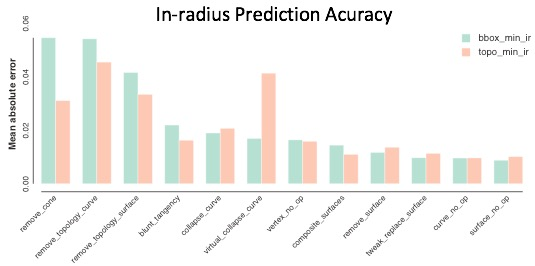 In-radius Prediction Acuracy
bbox_min_ir
topo_min_ir
Mean absolute error
0.06
0.04
0.02
0.00
remove_cone
remove_topology_curve
remove_topology_surface
blunt_tangency
collapse_curve
virtual_collapse_curve
vertex_no_op
composite_surfaces
remove_surface
tweak_replace_surface
curve_no_op
surface_no_op